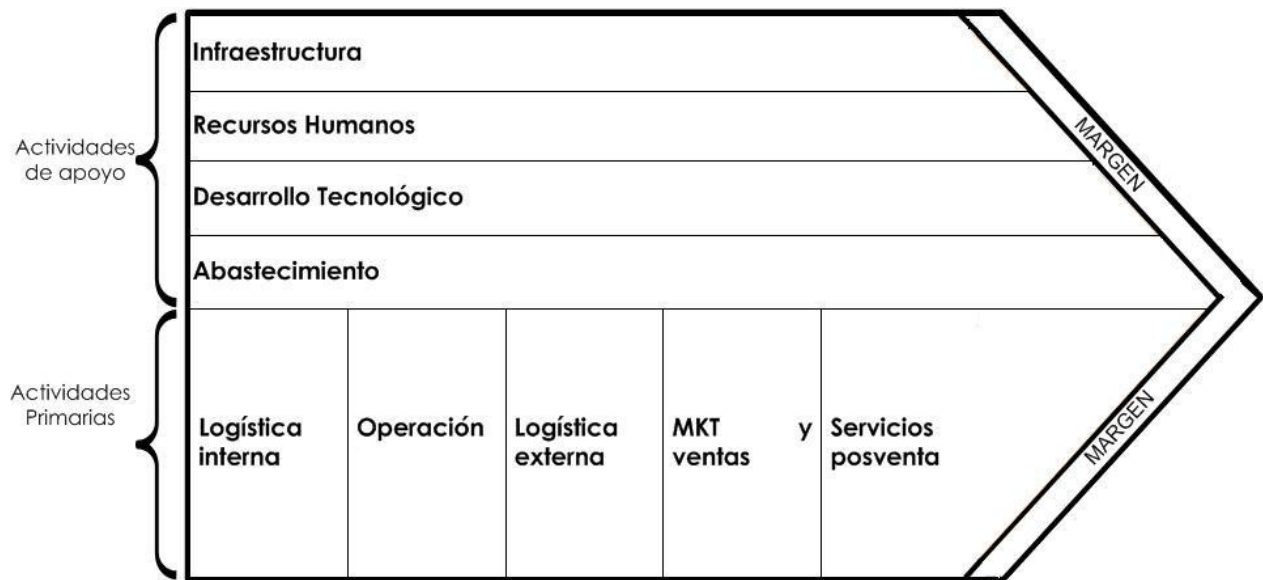 Infraestructura
Recursos Humanos
MARGEN
Actividades
de apoyo
Desarrollo Tecnológico
Abastecimiento
Actividades
Primarias
Logística
interna
Operación
Logística
externa
MKT y
ventas
Servicios
posventa
MARGEN